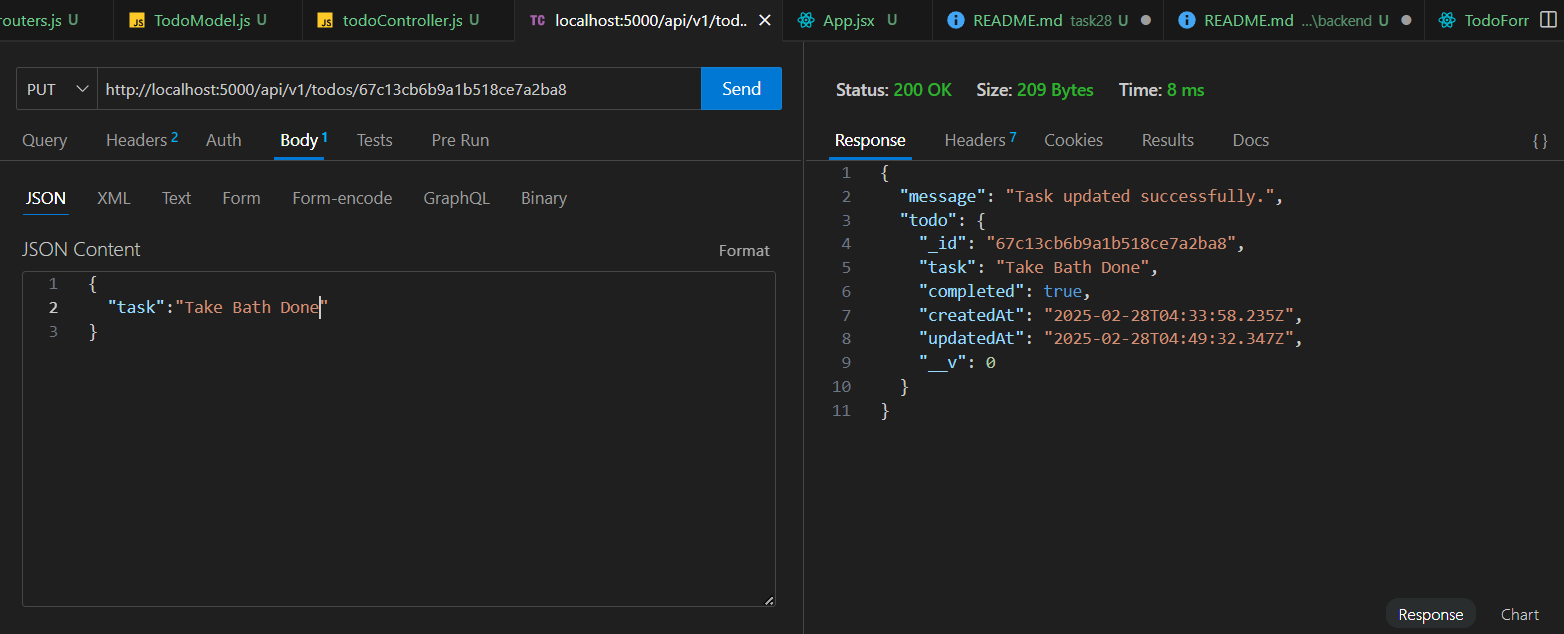 routers.js U JS TodoModel.js U JS todoController.js U TC localhost:5000/api/v1/tod.. App.jsx U README.md task28 U README.md ...\backend U TodoForr
PUT http://localhost:5000/api/v1/todos/67c13cb6b9a1b518ce7a2ba8 Send
Query Headers 2 Auth Body 1 Tests Pre Run
JSON XML Text Form Form-encode GraphQL Binary
JSON Content Format
1 {
2 "task":"Take Bath Done"
3 }
Status: 200 OK Size: 209 Bytes Time: 8 ms
Response Headers 7 Cookies Results Docs { }
1 {
2 "message": "Task updated successfully.",
3 "todo": {
4 "_id": "67c13cb6b9a1b518ce7a2ba8",
5 "task": "Take Bath Done",
6 "completed": true,
7 "createdAt": "2025-02-28T04:33:58.235Z",
8 "updatedAt": "2025-02-28T04:49:32.347Z",
9 "__v": 0
10 }
11 }
Response Chart